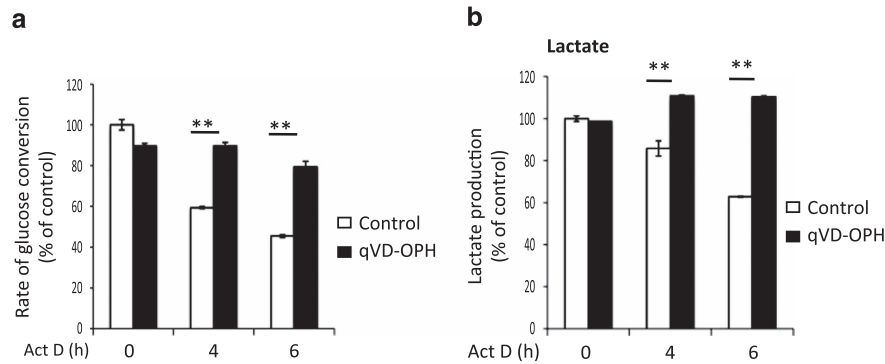 a
120
100
80
60
40
20
0
Rate of glucose conversion
(% of control)
**
**
Control
qVD-OPH
Act D (h)
0
4
6
b
Lactate
120
100
80
60
40
20
0
Lactate production
(% of control)
**
**
Control
qVD-OPH
Act D (h)
0
4
6